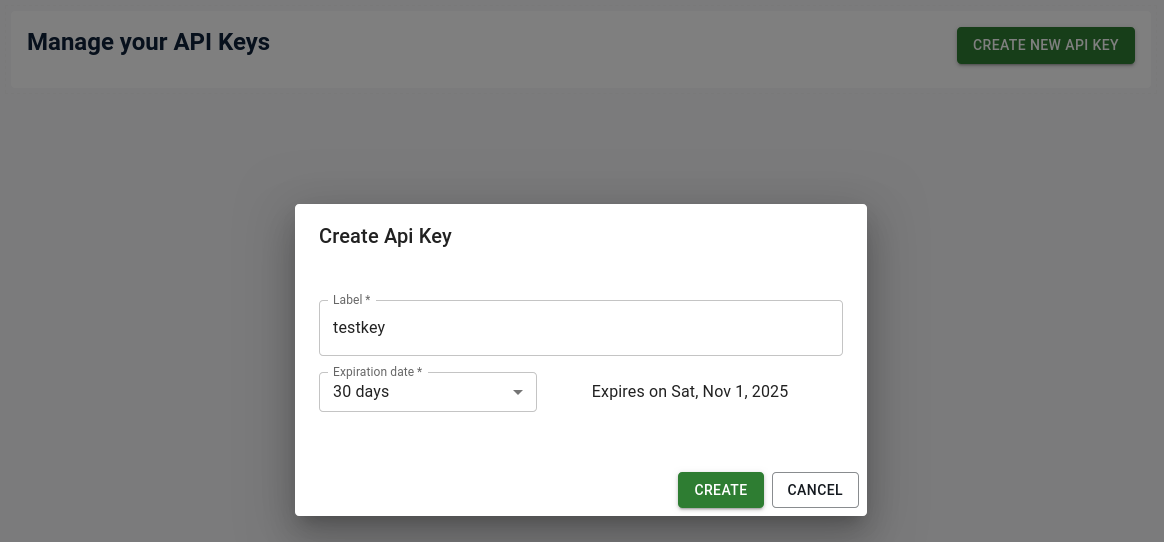 Manage your API Keys
CREATE NEW API KEY
Create Api Key
Label *
testkey
Expiration date *
30 days
Expires on Sat, Nov 1, 2025
CREATE
CANCEL